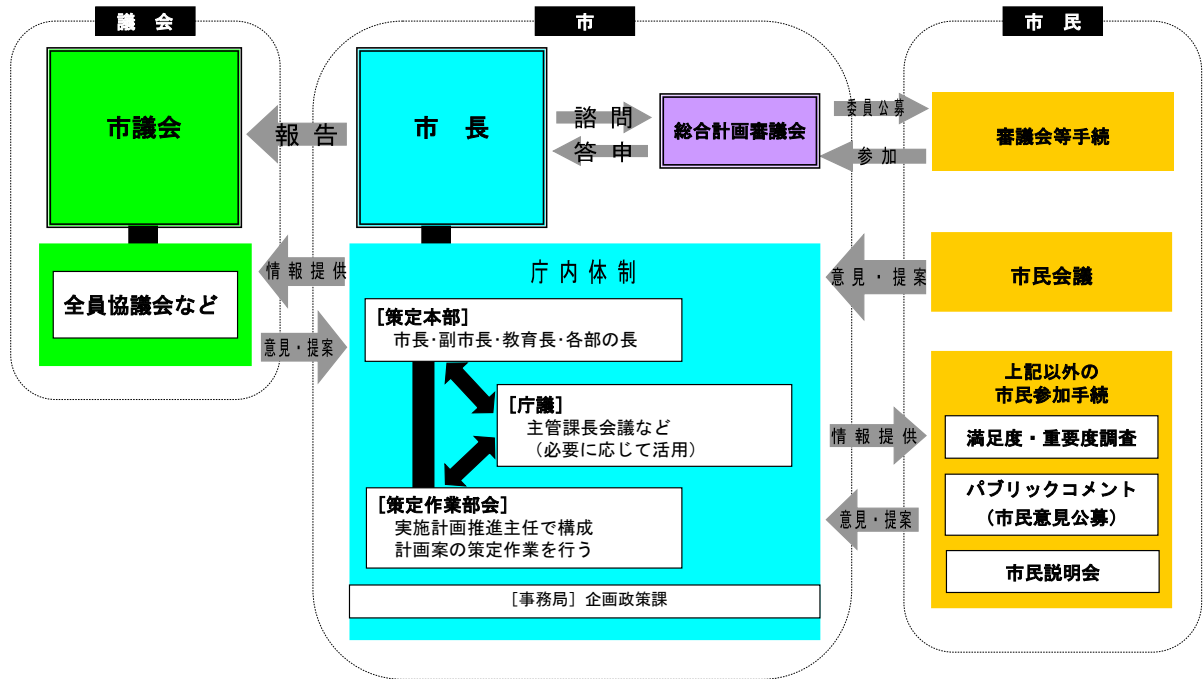 議会
市
市民
市議会
報告
市長
諮問
答申
総合計画審議会
委員公募
参加
審議会等手続
全員協議会など
情報提供
意見・提案
庁内体制
[策定本部]
市長・副市長・教育長・各部の長
[庁議]
主管課長会議など
（必要に応じて活用）
[策定作業部会]
実施計画推進主任で構成
計画案の策定作業を行う
[事務局] 企画政策課
意見・提案
市民会議
情報提供
意見・提案
上記以外の
市民参加手続
満足度・重要度調査
パブリックコメント
（市民意見公募）
市民説明会